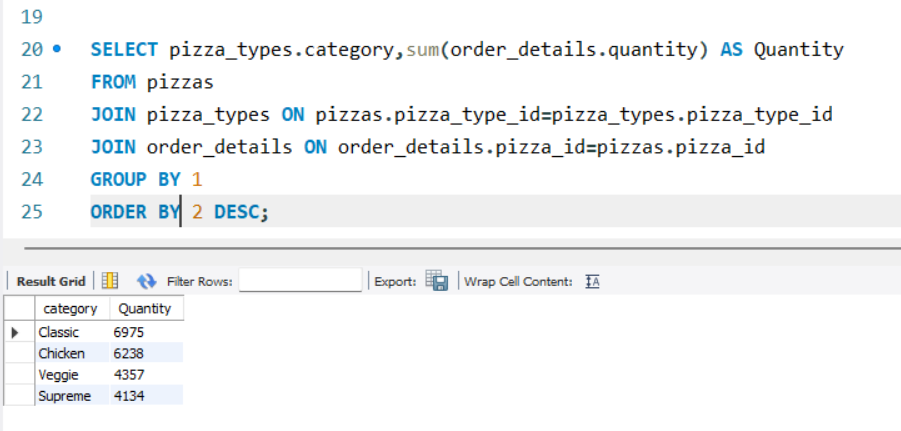 19
20 SELECT pizza_types.category,sum(order_details.quantity) AS Quantity
21 FROM pizzas
22 JOIN pizza_types ON pizzas.pizza_type_id=pizza_types.pizza_type_id
23 JOIN order_details ON order_details.pizza_id=pizzas.pizza_id
24 GROUP BY 1
25 ORDER BY 2 DESC;
Result Grid Filter Rows: Export: Wrap Cell Content: IA
category Quantity
Classic 6975
Chicken 6238
Veggie 4357
Supreme 4134